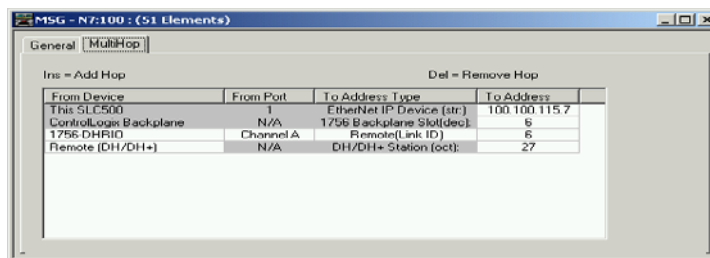 MSG - N7:100 : (51 Elements)
General MultiHop
Ins = Add Hop Del = Remove Hop
From Device From Port To Address Type To Address
This SLC500 1 EtherNet IP Device (str): 100.100.115.7
ControlLogix Backplane N/A 1756 Backplane Slot(dec): 6
1756-DHRIO Channel A Remote(Link ID) 6
Remote (DH/DH+) N/A DH/DH+ Station (oct): 27